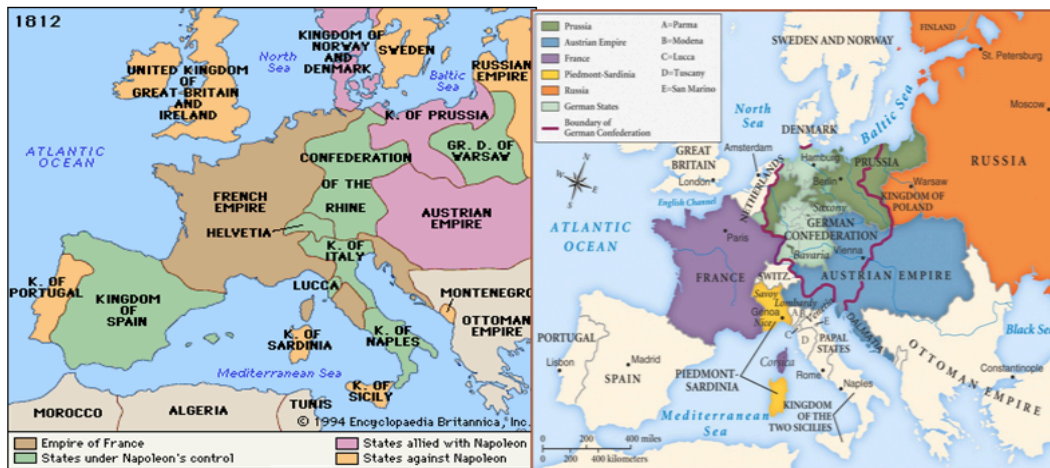 1812
North
Sea
KINGDOM OF
NORWAY
AND
DENMARK
SWEDEN
Baltic
Sea
RUSSIAN
EMPIRE
UNITED KINGDOM
OF
GREAT BRITAIN
AND
IRELAND
K. OF PRUSSIA
GR. D. OF
WARSAW
ATLANTIC
OCEAN
CONFEDERATION
OF THE
RHINE
FRENCH
EMPIRE
HELVETIA
AUSTRIAN
EMPIRE
K. OF
ITALY
K. OF
PORTUGAL
KINGDOM
OF
SPAIN
LUCCA
MONTENEGRO
OTTOMAN
EMPIRE
K. OF
SARDINIA
K. OF
NAPLES
Mediterranean Sea
K. OF
SICILY
MOROCCO
ALGERIA
TUNIS
© 1994 Encyclopaedia Britannica, Inc.
Empire of France
States under Napoleon's control
States allied with Napoleon
States against Napoleon
Prussia
Austrian Empire
France
Piedmont-Sardinia
Russia
German States
Boundary of
German Confederation
A=Parma
B=Modena
C=Lucca
D=Tuscany
E=San Marino
FINLAND
SWEDEN AND NORWAY
St. Petersburg
Moscow
North
Sea
Baltic Sea
DENMARK
RUSSIA
GREAT
BRITAIN
London
Amsterdam
NETHERLANDS
Hamburg
Berlin
PRUSSIA
Warsaw
KINGDOM OF
POLAND
English Channel
Saxony
GERMAN
CONFEDERATION
ATLANTIC
OCEAN
Paris
Bavaria
Vienna
FRANCE
SWITZ.
AUSTRIAN EMPIRE
Savoy
Lombardy
Venetia
Genoa
Nice
A
B
C
D
E
DALMATIA
PAPAL
STATES
Black Sea
PORTUGAL
Lisbon
Madrid
SPAIN
Corsica
PIEDMONT-
SARDINIA
Rome
Naples
OTTOMAN EMPIRE
Constantinople
Mediterranean
Sea
KINGDOM OF
THE TWO SICILIES
N
W
E
S
0 200 400 miles
0 200 400 kilometers